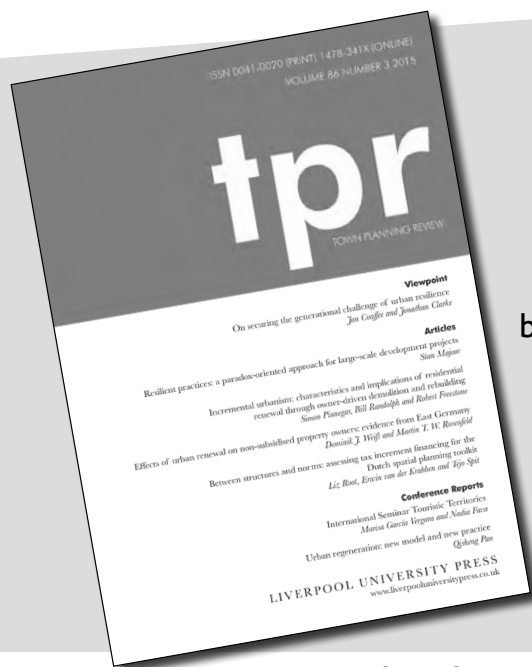 ISSN 0041-0020 (PRINT) 1478-341X (ONLINE)
VOLUME 86 NUMBER 3 2015
tpr
TOWN PLANNING REVIEW
Viewpoint
On securing the generational challenge of urban resilience
Jon Coaffee and Jonathan Clarke
Articles
Resilient practices: a paradox-oriented approach for large-scale development projects
Stan Majoor
Incremental urbanism: characteristics and implications of residential
renewal through owner-driven demolition and rebuilding
Simon Pinnegar, Bill Randolph and Robert Freestone
Effects of urban renewal on non-subsidised property owners: evidence from East Germany
Dominik J. Weiß and Martin T. W. Rosenfeld
Between structures and norms: assessing tax increment financing for the
Dutch spatial planning toolkit
Liz Root, Erwin van der Krabben and Tejo Spit
Conference Reports
International Seminar Touristic Territories
Marisa García Vergara and Nadia Fava
Urban regeneration: new model and new practice
Qisheng Pan
LIVERPOOL UNIVERSITY PRESS
www.liverpooluniversitypress.co.uk
b